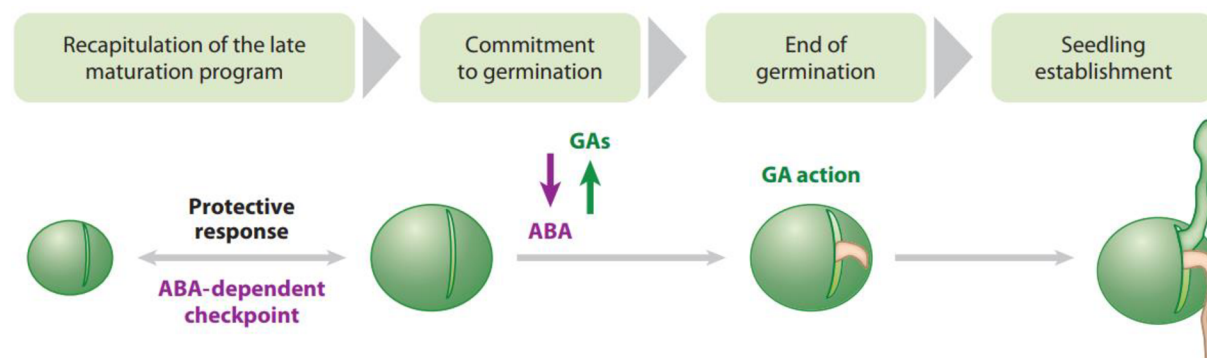 Recapitulation of the late
maturation program
Commitment
to germination
End of
germination
Seedling
establishment
Protective
response
ABA-dependent
checkpoint
GAs
ABA
GA action